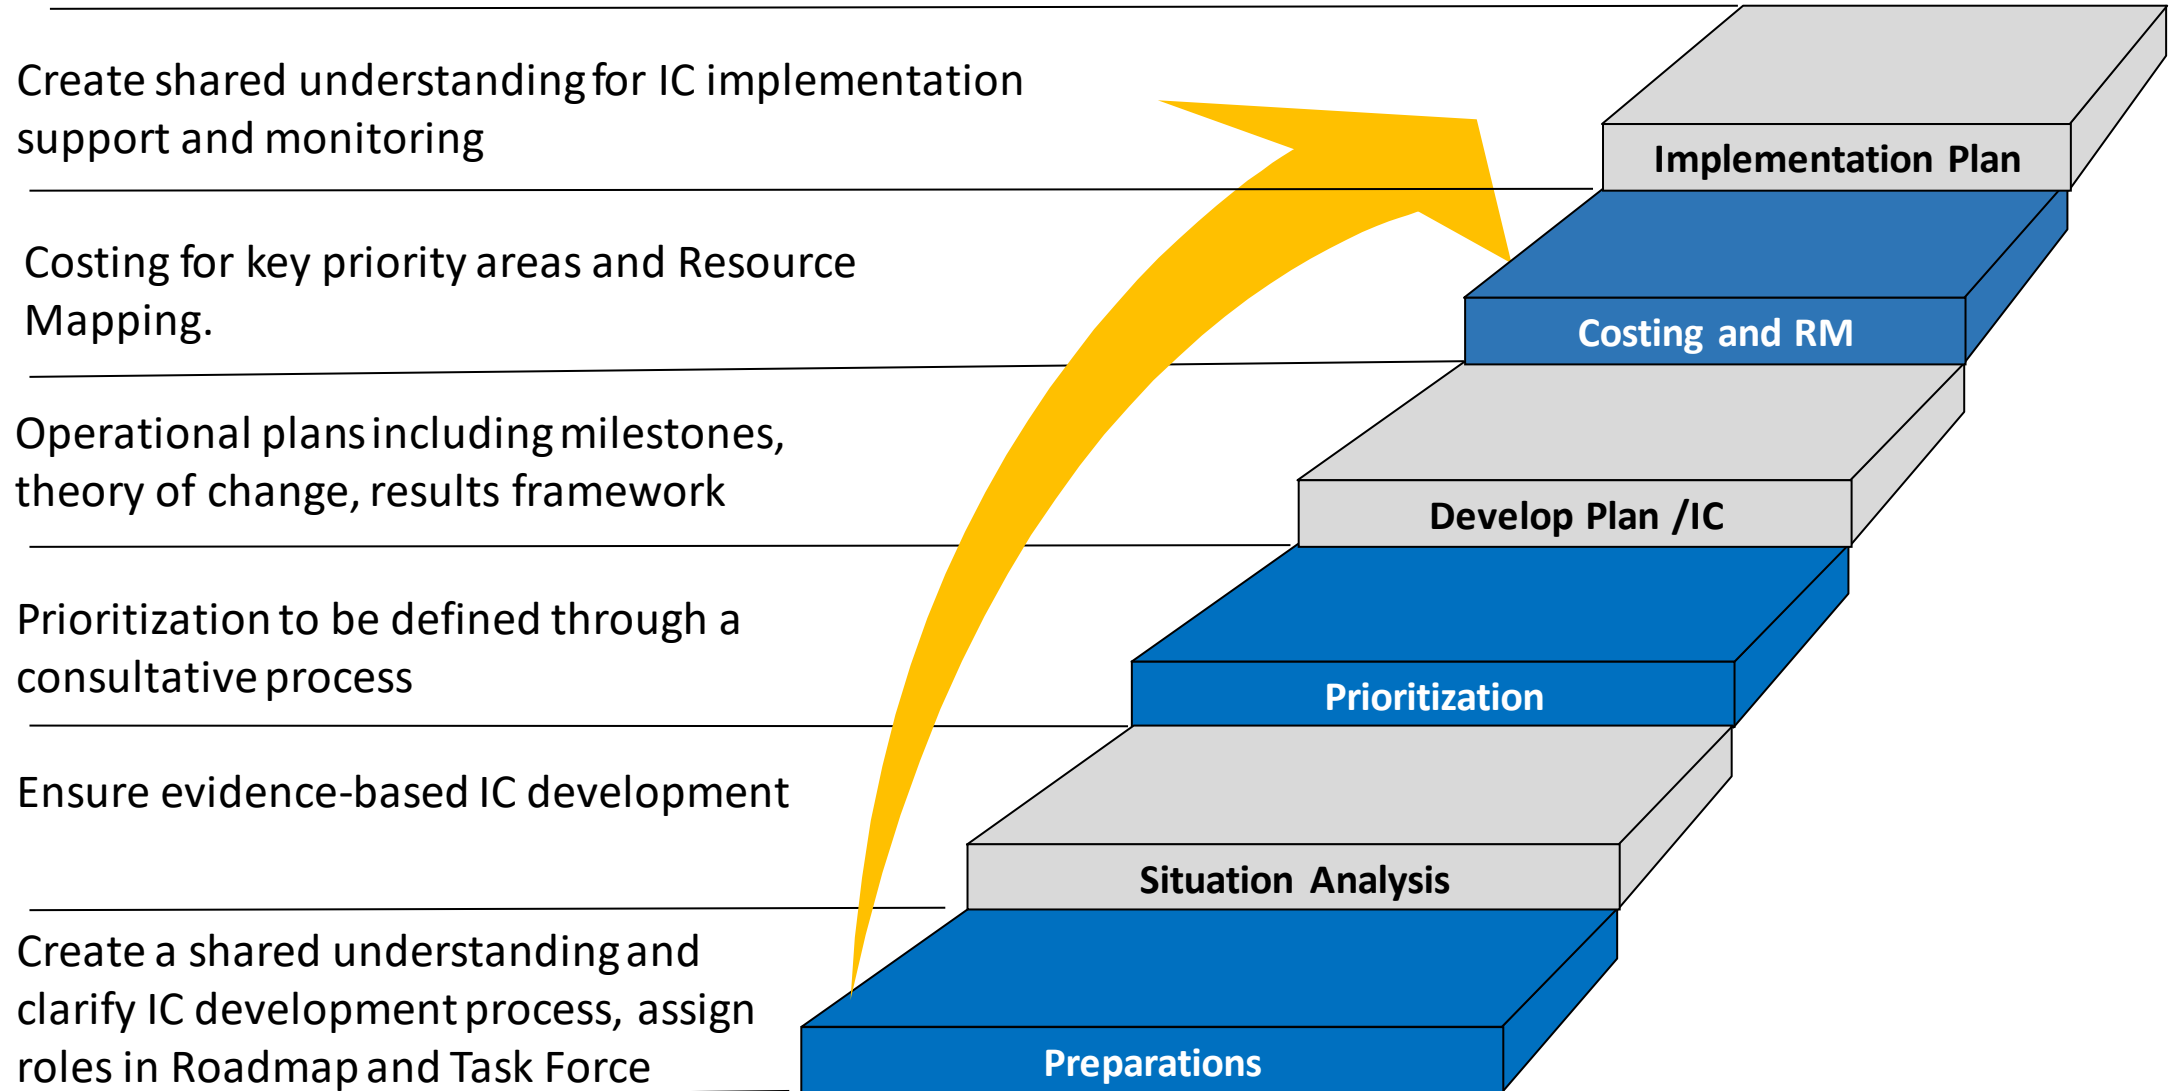 Create shared understanding for IC implementation
support and monitoring
Implementation Plan
Costing for key priority areas and Resource
Mapping.
Costing and RM
Operational plans including milestones,
theory of change, results framework
Develop Plan /IC
Prioritization to be defined through a
consultative process
Prioritization
Ensure evidence-based IC development
Situation Analysis
Create a shared understanding and
clarify IC development process, assign
roles in Roadmap and Task Force
Preparations